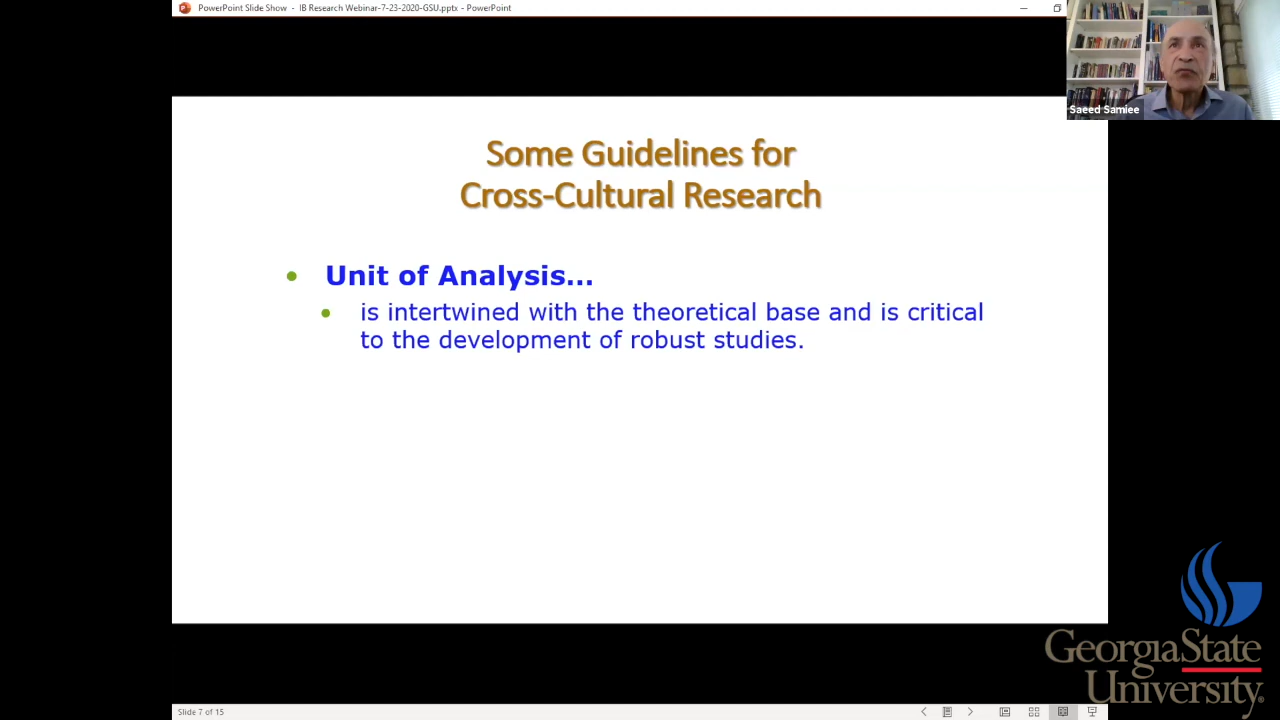 PowerPoint Slide Show - IB Research Webinar-7-23-2020-GSU.pptx - PowerPoint
Saeed Samiee
Some Guidelines for
Cross-Cultural Research
• Unit of Analysis...
• is intertwined with the theoretical base and is critical
to the development of robust studies.
GeorgiaState
University®
Slide 7 of 15